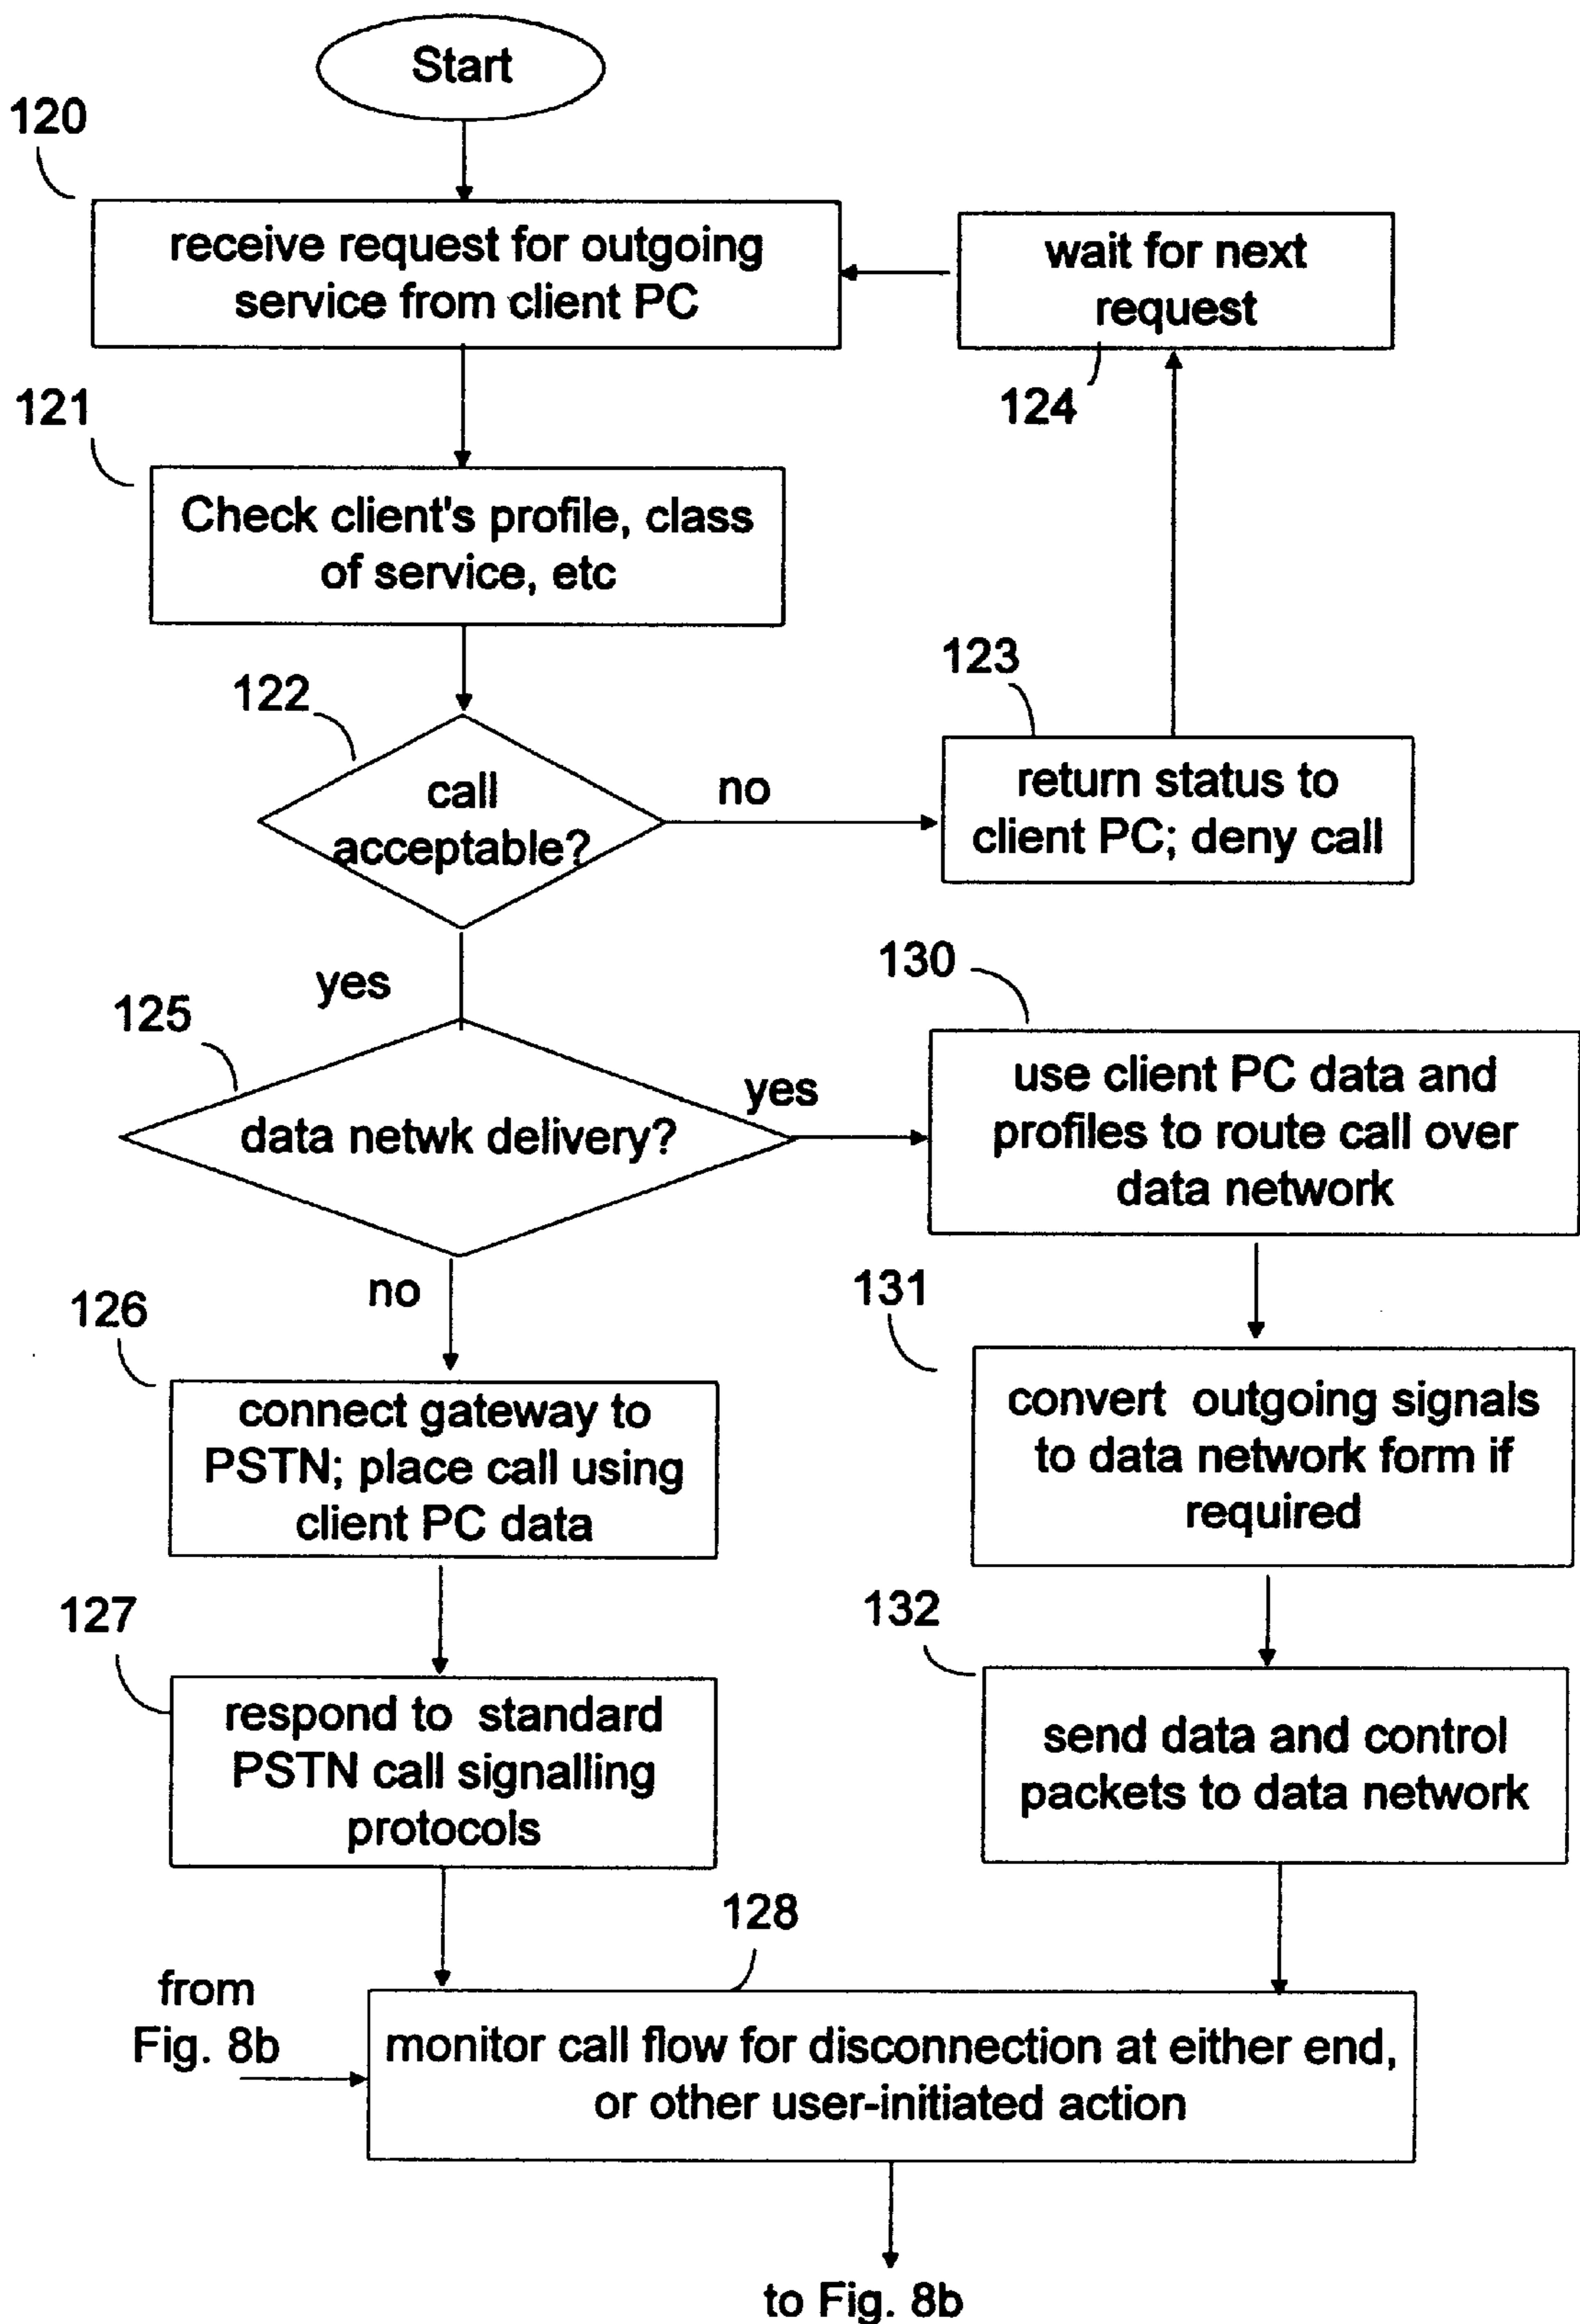 Start
120
receive request for outgoing
service from client PC
wait for next
request
124
121
Check client's profile, class
of service, etc
122
call
acceptable?
no
123
return status to
client PC; deny call
yes
125
data netwk delivery?
yes
130
use client PC data and
profiles to route call over
data network
no
126
connect gateway to
PSTN; place call using
client PC data
131
convert outgoing signals
to data network form if
required
127
respond to standard
PSTN call signalling
protocols
132
send data and control
packets to data network
128
from
Fig. 8b
monitor call flow for disconnection at either end,
or other user-initiated action
to Fig. 8b